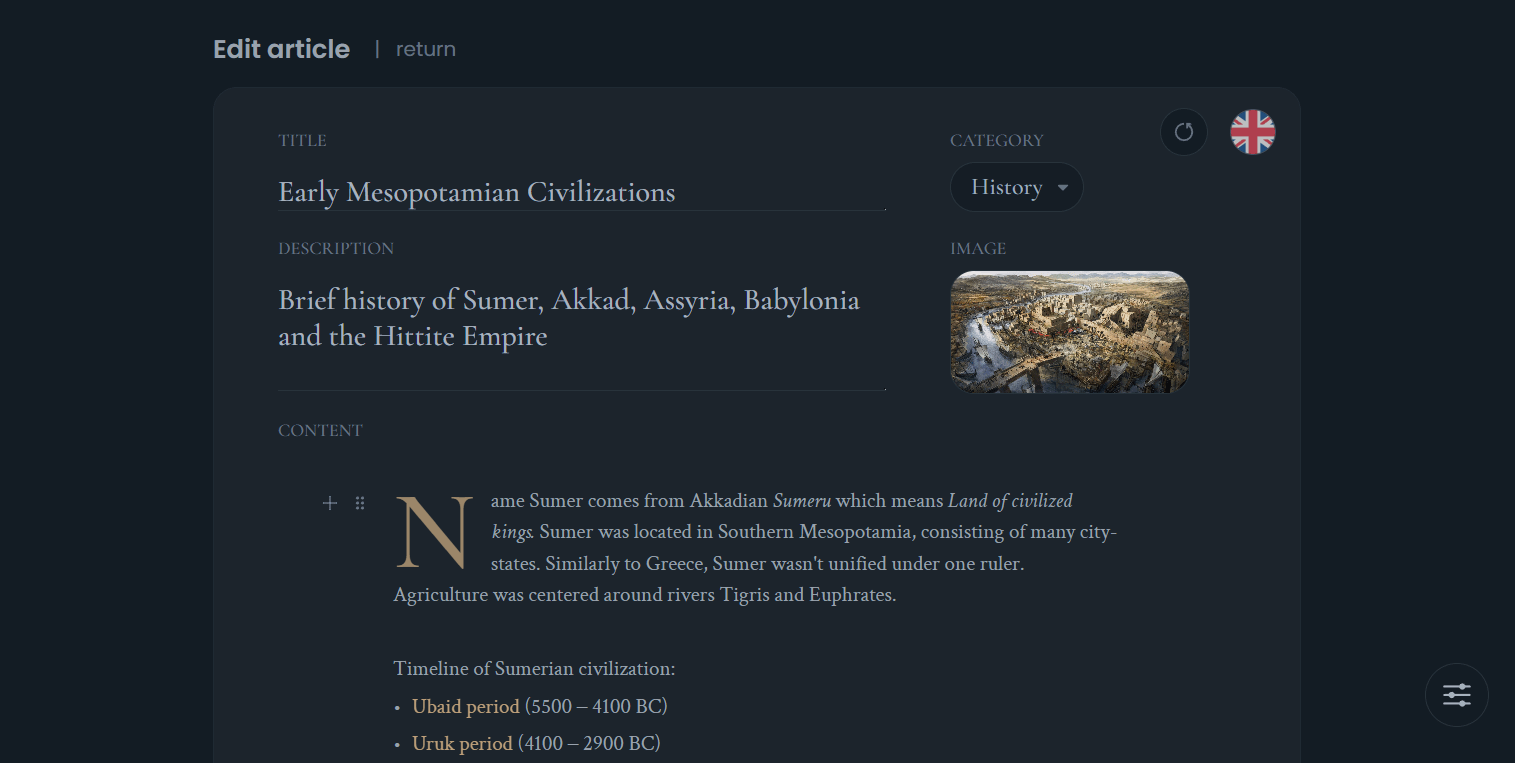 Edit article | return
TITLE
Early Mesopotamian Civilizations
CATEGORY
History
DESCRIPTION
Brief history of Sumer, Akkad, Assyria, Babylonia
and the Hittite Empire
IMAGE
CONTENT
Name Sumer comes from Akkadian Sumeru which means Land of civilized
kings. Sumer was located in Southern Mesopotamia, consisting of many city-
states. Similarly to Greece, Sumer wasn't unified under one ruler.
Agriculture was centered around rivers Tigris and Euphrates.
Timeline of Sumerian civilization:
• Ubaid period (5500 – 4100 BC)
• Uruk period (4100 – 2900 BC)